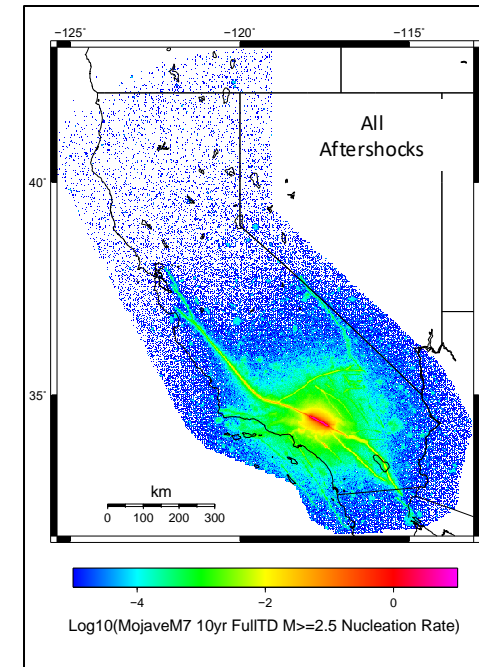 −125˚ −120˚ −115˚
All
Aftershocks
40˚
35˚
km
0 100 200 300
−4 −2 0
Log10(MojaveM7 10yr FullTD M>=2.5 Nucleation Rate)